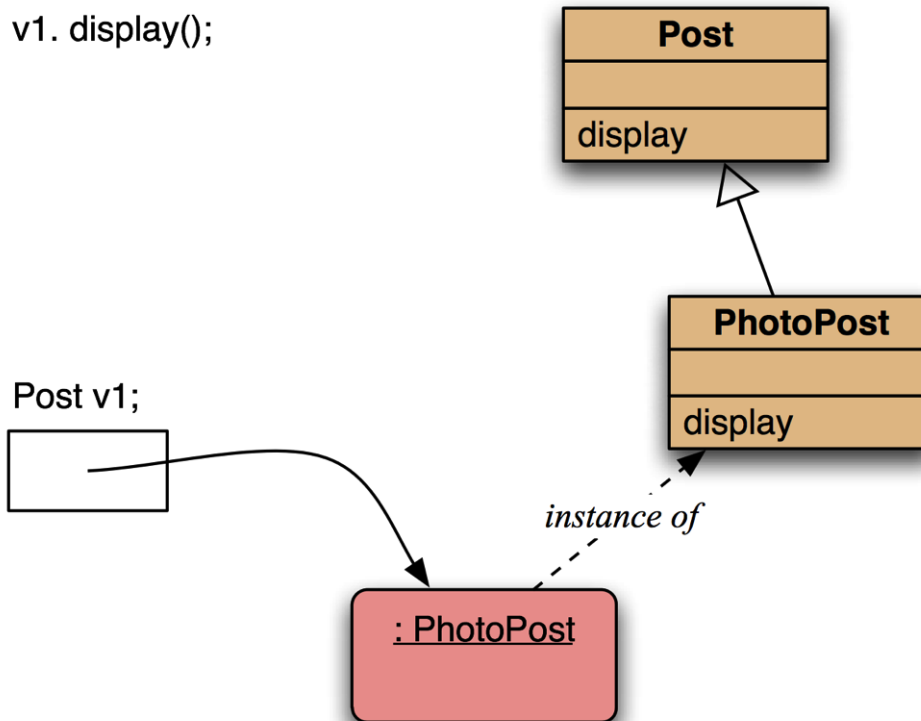 v1. display();
Post
display
PhotoPost
display
Post v1;
instance of
: PhotoPost